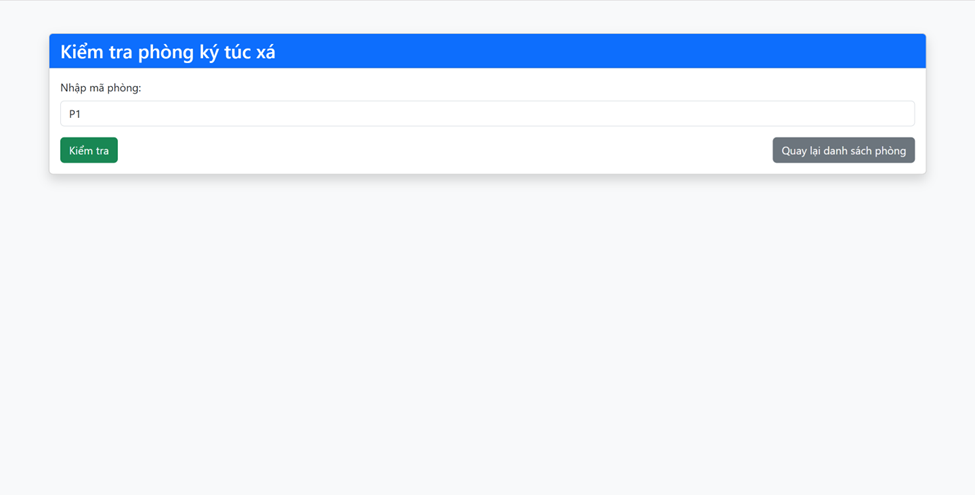 Kiểm tra phòng ký túc xá
Nhập mã phòng:
P1
Kiểm tra
Quay lại danh sách phòng